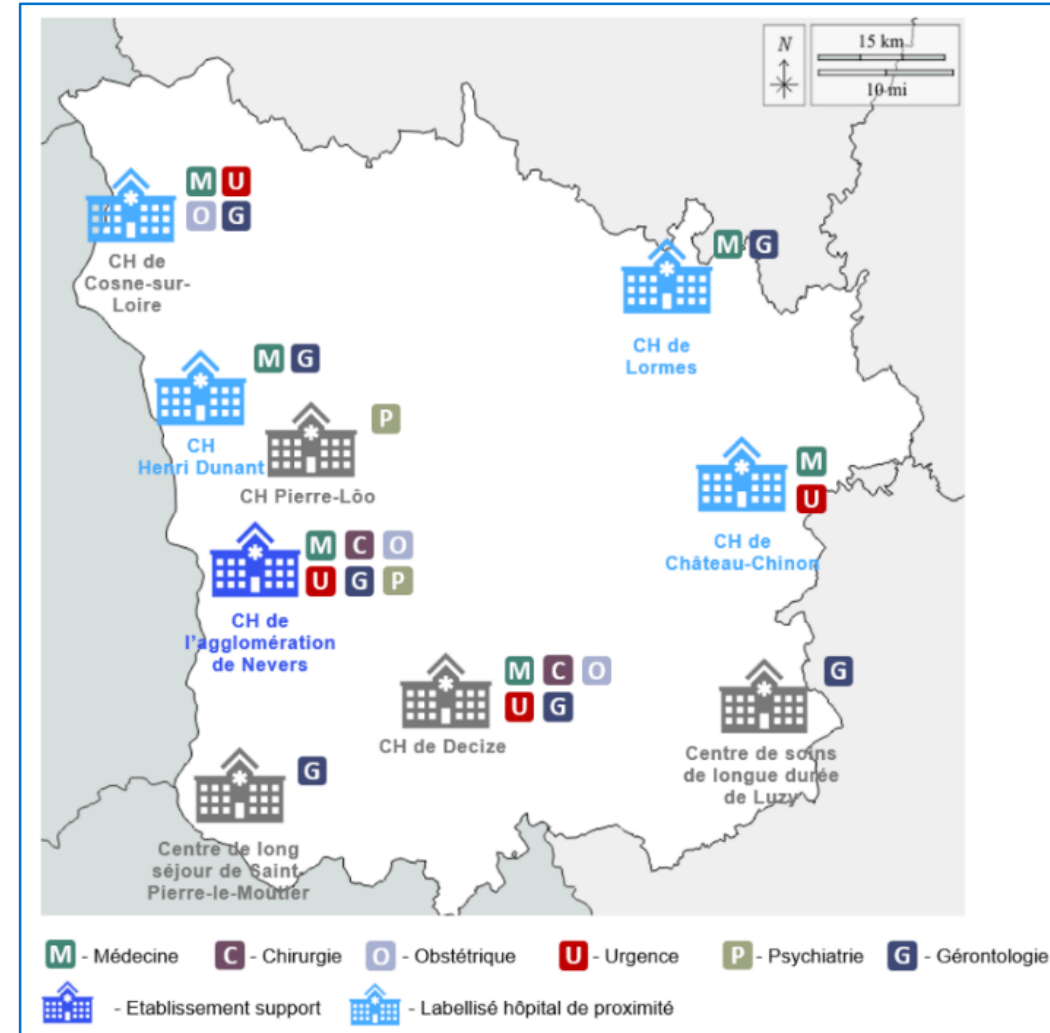 N
15 km
10 mi
M U
O G
CH de
Cosne-sur-
Loire
M G
CH de
Lormes
M G
CH
Henri Dunant
P
CH Pierre-Lôo
M
U
CH de
Château-Chinon
M C O
U G P
CH de
l'agglomération
de Nevers
M C O
U G
CH de Decize
G
Centre de soins
de longue durée
de Luzy
G
Centre de long
séjour de Saint-
Pierre-le-Moutier
M - Médecine C - Chirurgie O - Obstétrique U - Urgence P - Psychiatrie G - Gérontologie
- Etablissement support - Labellisé hôpital de proximité